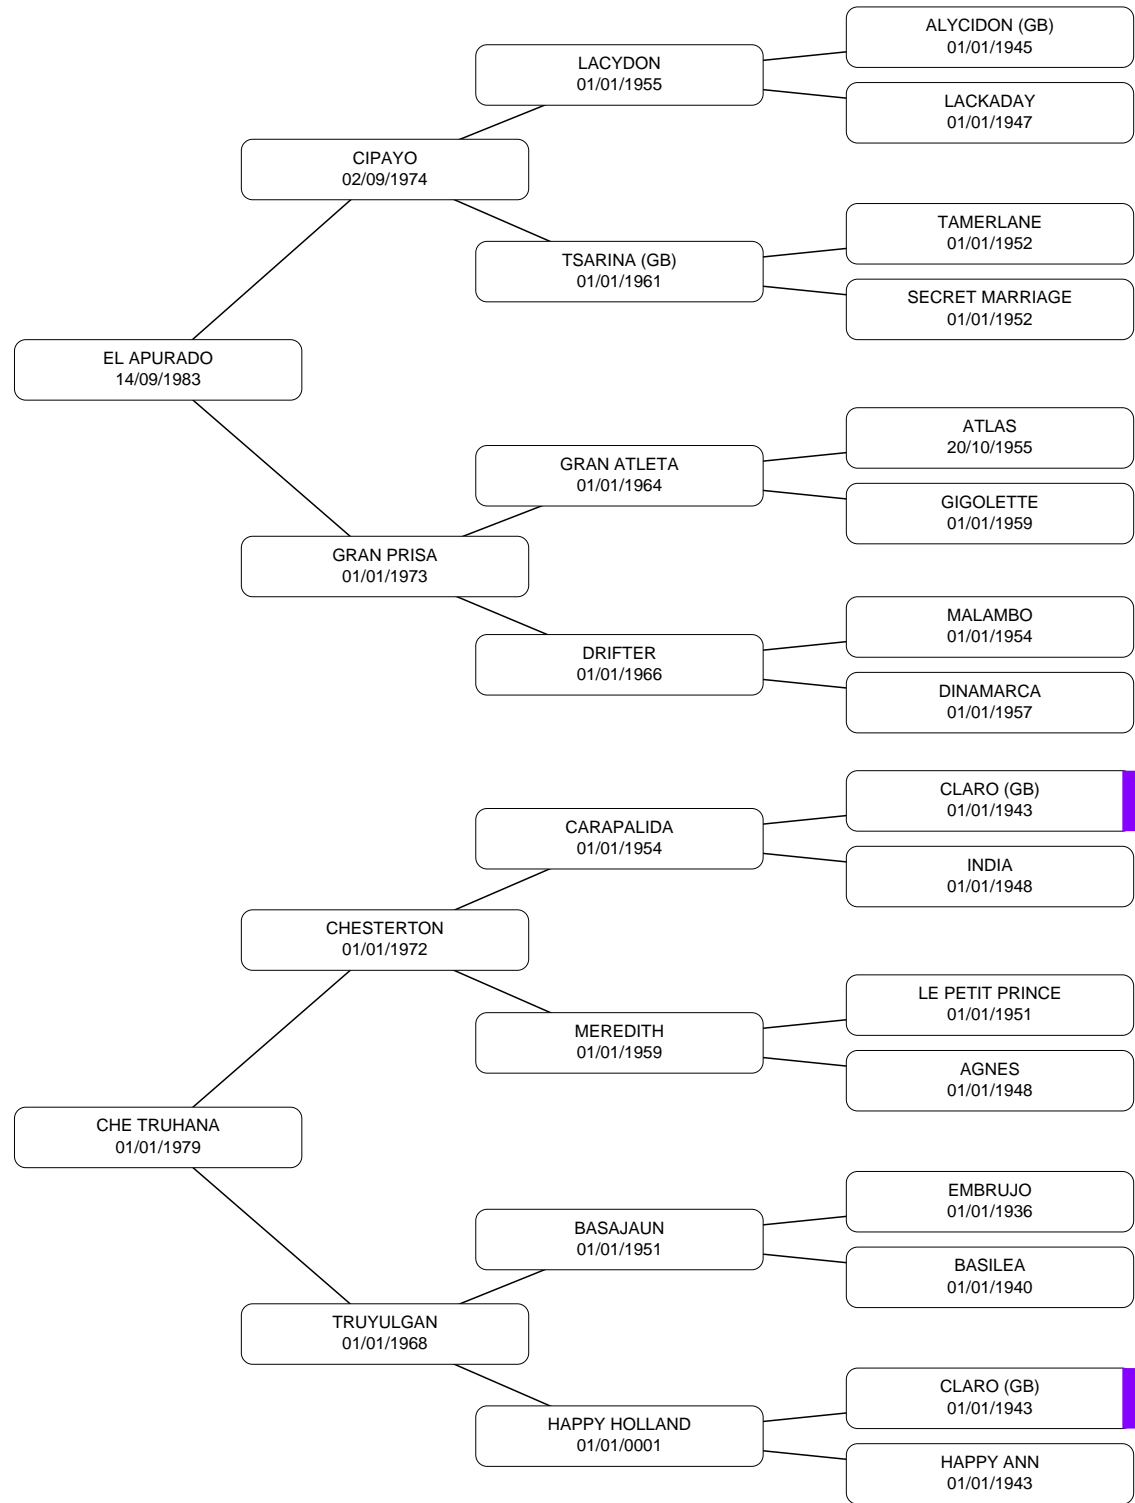 ALYCIDON (GB)
01/01/1945
LACYDON
01/01/1955
LACKADAY
01/01/1947
CIPAYO
02/09/1974
TAMERLANE
01/01/1952
TSARINA (GB)
01/01/1961
SECRET MARRIAGE
01/01/1952
EL APURADO
14/09/1983
ATLAS
20/10/1955
GRAN ATLETA
01/01/1964
GIGOLETTE
01/01/1959
GRAN PRISA
01/01/1973
MALAMBO
01/01/1954
DRIFTER
01/01/1966
DINAMARCA
01/01/1957
CLARO (GB)
01/01/1943
CARAPALIDA
01/01/1954
INDIA
01/01/1948
CHESTERTON
01/01/1972
LE PETIT PRINCE
01/01/1951
MEREDITH
01/01/1959
AGNES
01/01/1948
CHE TRUHANA
01/01/1979
EMBRUJO
01/01/1936
BASAJAUN
01/01/1951
BASILEA
01/01/1940
TRUYULGAN
01/01/1968
CLARO (GB)
01/01/1943
HAPPY HOLLAND
01/01/0001
HAPPY ANN
01/01/1943